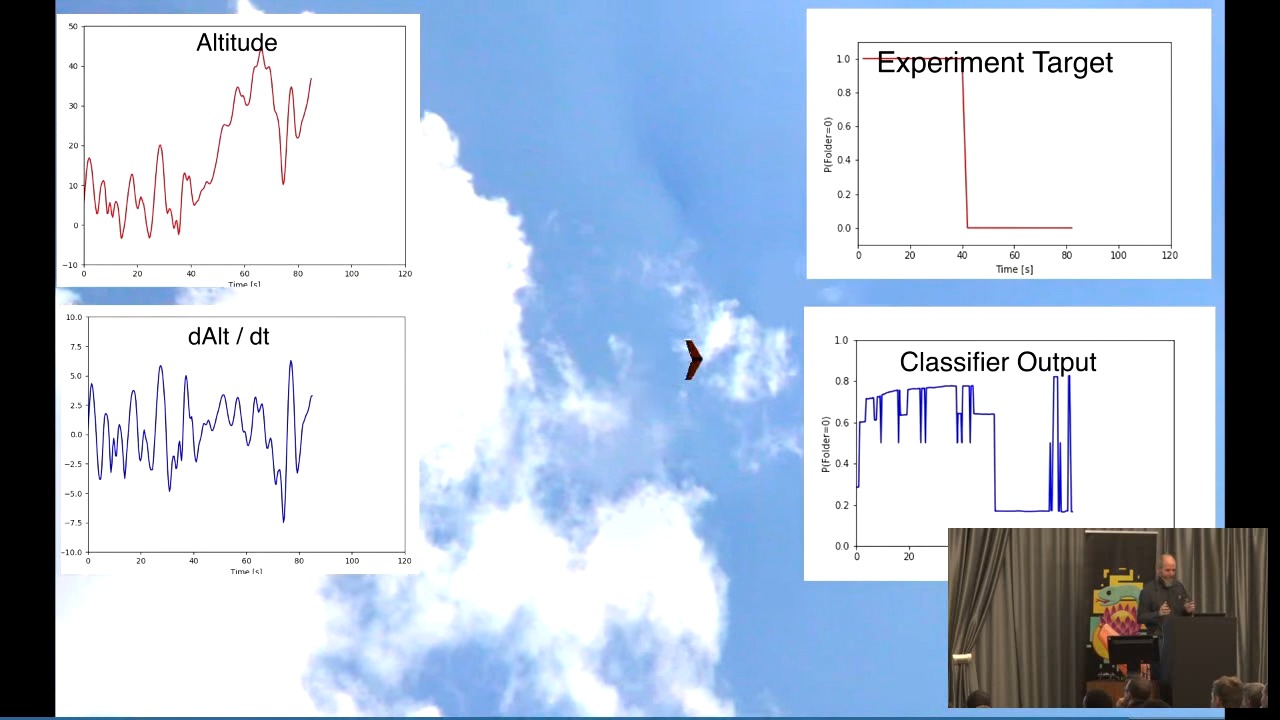 Altitude
50
40
30
20
10
0
−10
0 20 40 60 80 100 120
Time [s]
dAlt / dt
10.0
7.5
5.0
2.5
0.0
−2.5
−5.0
−7.5
−10.0
0 20 40 60 80 100 120
Time [s]
Experiment Target
P(Folder=0)
1.0
0.8
0.6
0.4
0.2
0.0
0 20 40 60 80 100 120
Time [s]
Classifier Output
P(Folder=0)
1.0
0.8
0.6
0.4
0.2
0.0
0 20